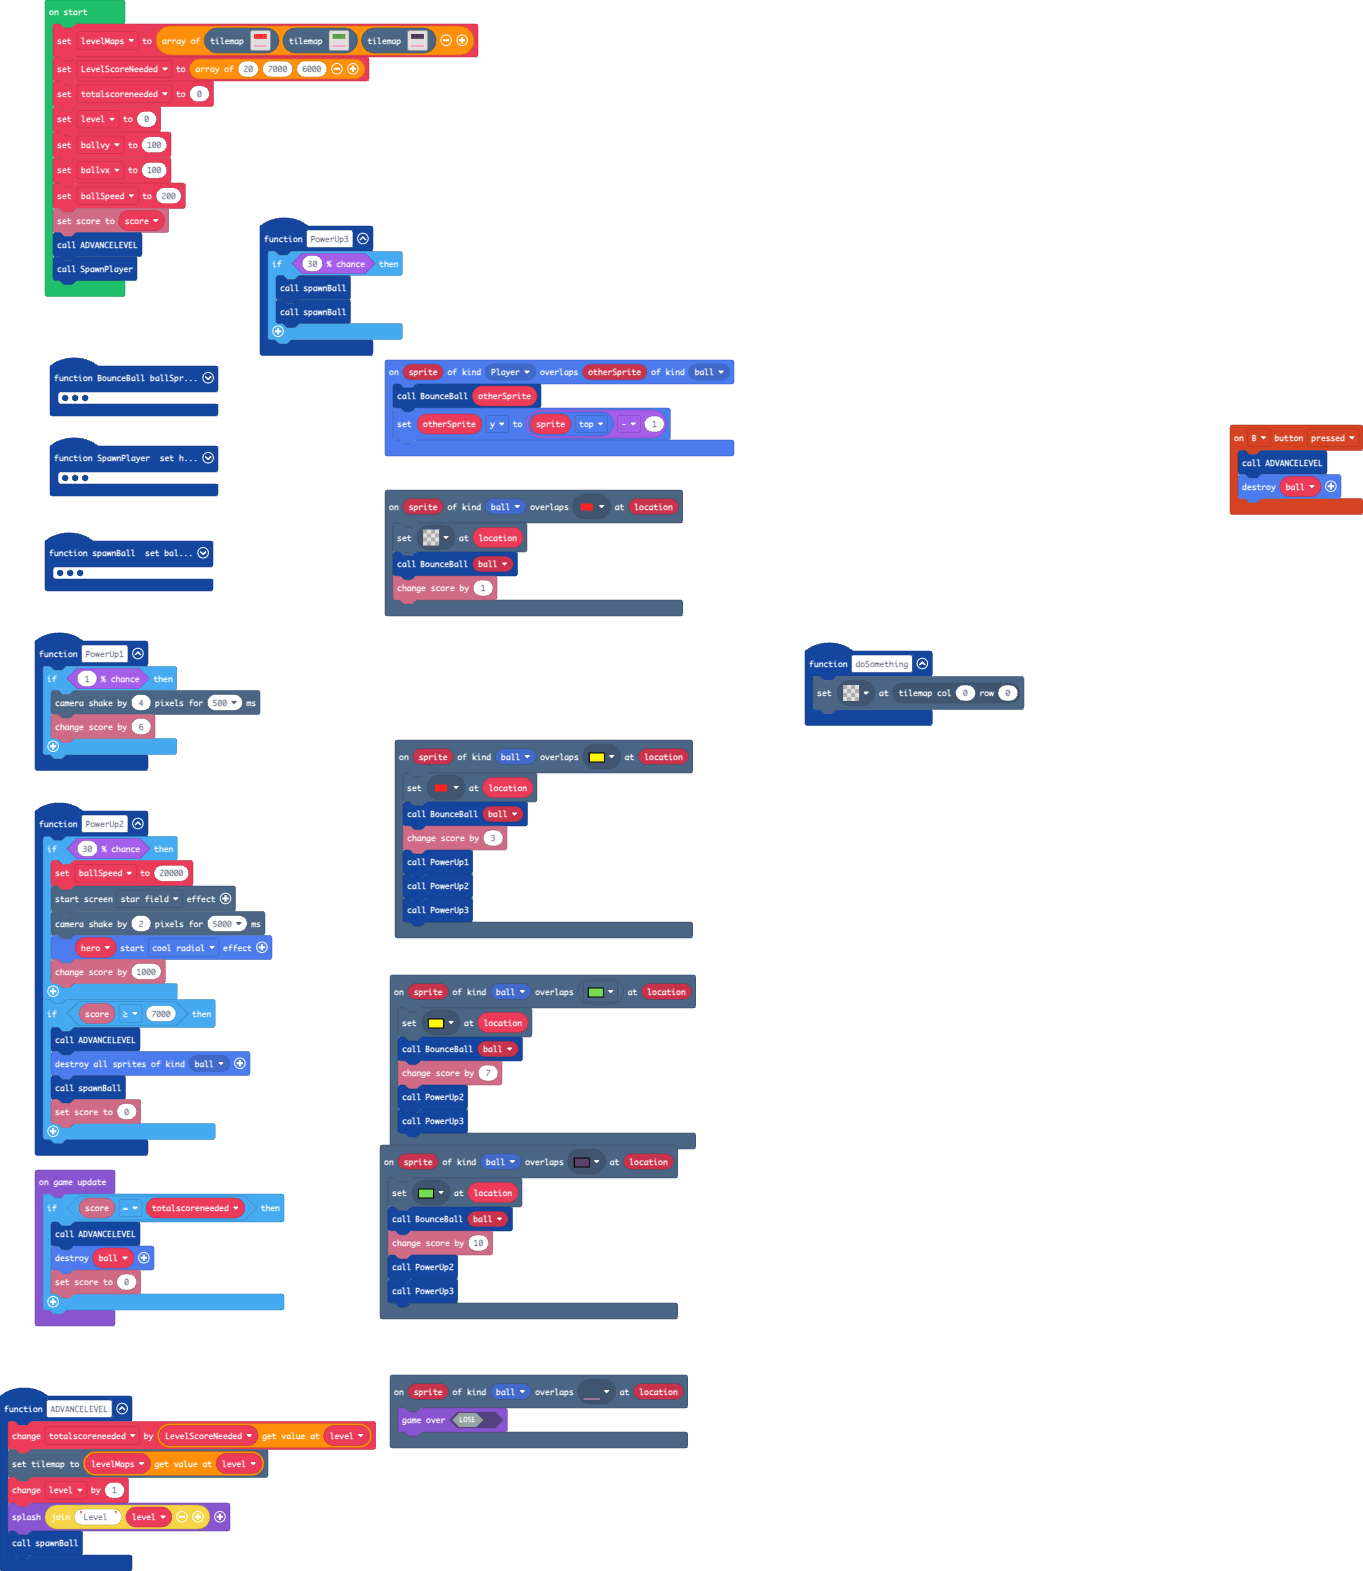 on start
set levelMaps to array of tilemap tilemap tilemap
set LevelScoreNeeded to array of 20 7000 6000
set totalscoreneeded to 0
set level to 0
set ballvy to 100
set ballvx to 100
set ballSpeed to 200
set score to score
call ADVANCELEVEL
call SpawnPlayer
function PowerUp3
if 30 % chance then
call spawnBall
call spawnBall
function BounceBall ballSpr...
function SpawnPlayer set h...
function spawnBall set bal...
on sprite of kind Player overlaps otherSprite of kind ball
call BounceBall otherSprite
set otherSprite y to sprite top - 1
on B button pressed
call ADVANCELEVEL
destroy ball
on sprite of kind ball overlaps at location
set at location
call BounceBall ball
change score by 1
function PowerUp1
if 1 % chance then
camera shake by 4 pixels for 500 ms
change score by 6
function doSomething
set at tilemap col 0 row 0
on sprite of kind ball overlaps at location
set at location
call BounceBall ball
change score by 3
call PowerUp1
call PowerUp2
call PowerUp3
function PowerUp2
if 30 % chance then
set ballSpeed to 20000
start screen star field effect
camera shake by 2 pixels for 5000 ms
hero start cool radial effect
change score by 1000
if score ≥ 7000 then
call ADVANCELEVEL
destroy all sprites of kind ball
call spawnBall
set score to 0
on sprite of kind ball overlaps at location
set at location
call BounceBall ball
change score by 7
call PowerUp2
call PowerUp3
on sprite of kind ball overlaps at location
set at location
call BounceBall ball
change score by 10
call PowerUp2
call PowerUp3
on game update
if score = totalscoreneeded then
call ADVANCELEVEL
destroy ball
set score to 0
on sprite of kind ball overlaps at location
game over LOSE
function ADVANCELEVEL
change totalscoreneeded by LevelScoreNeeded get value at level
set tilemap to levelMaps get value at level
change level by 1
splash join "Level " level
call spawnBall